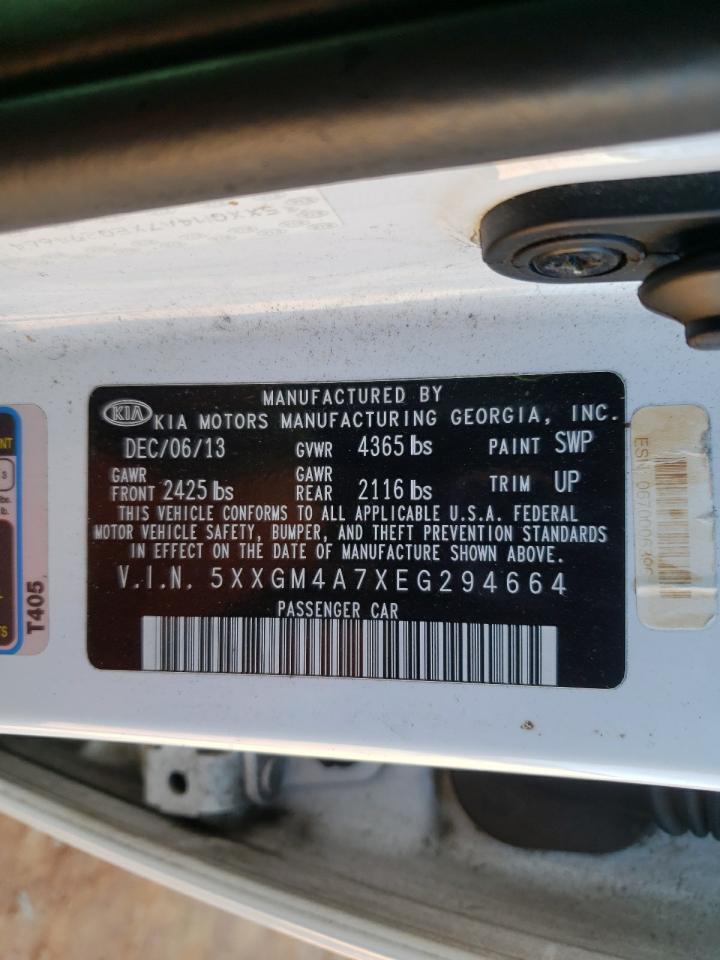 MANUFACTURED BY
KIA KIA MOTORS MANUFACTURING GEORGIA, INC.
DEC/06/13 GVWR 4365 lbs PAINT SWP
GAWR FRONT 2425 lbs GAWR REAR 2116 lbs TRIM UP
THIS VEHICLE CONFORMS TO ALL APPLICABLE U.S.A. FEDERAL
MOTOR VEHICLE SAFETY, BUMPER, AND THEFT PREVENTION STANDARDS
IN EFFECT ON THE DATE OF MANUFACTURE SHOWN ABOVE.
V.I.N. 5XXGM4A7XEG294664
PASSENGER CAR
T405
ESN